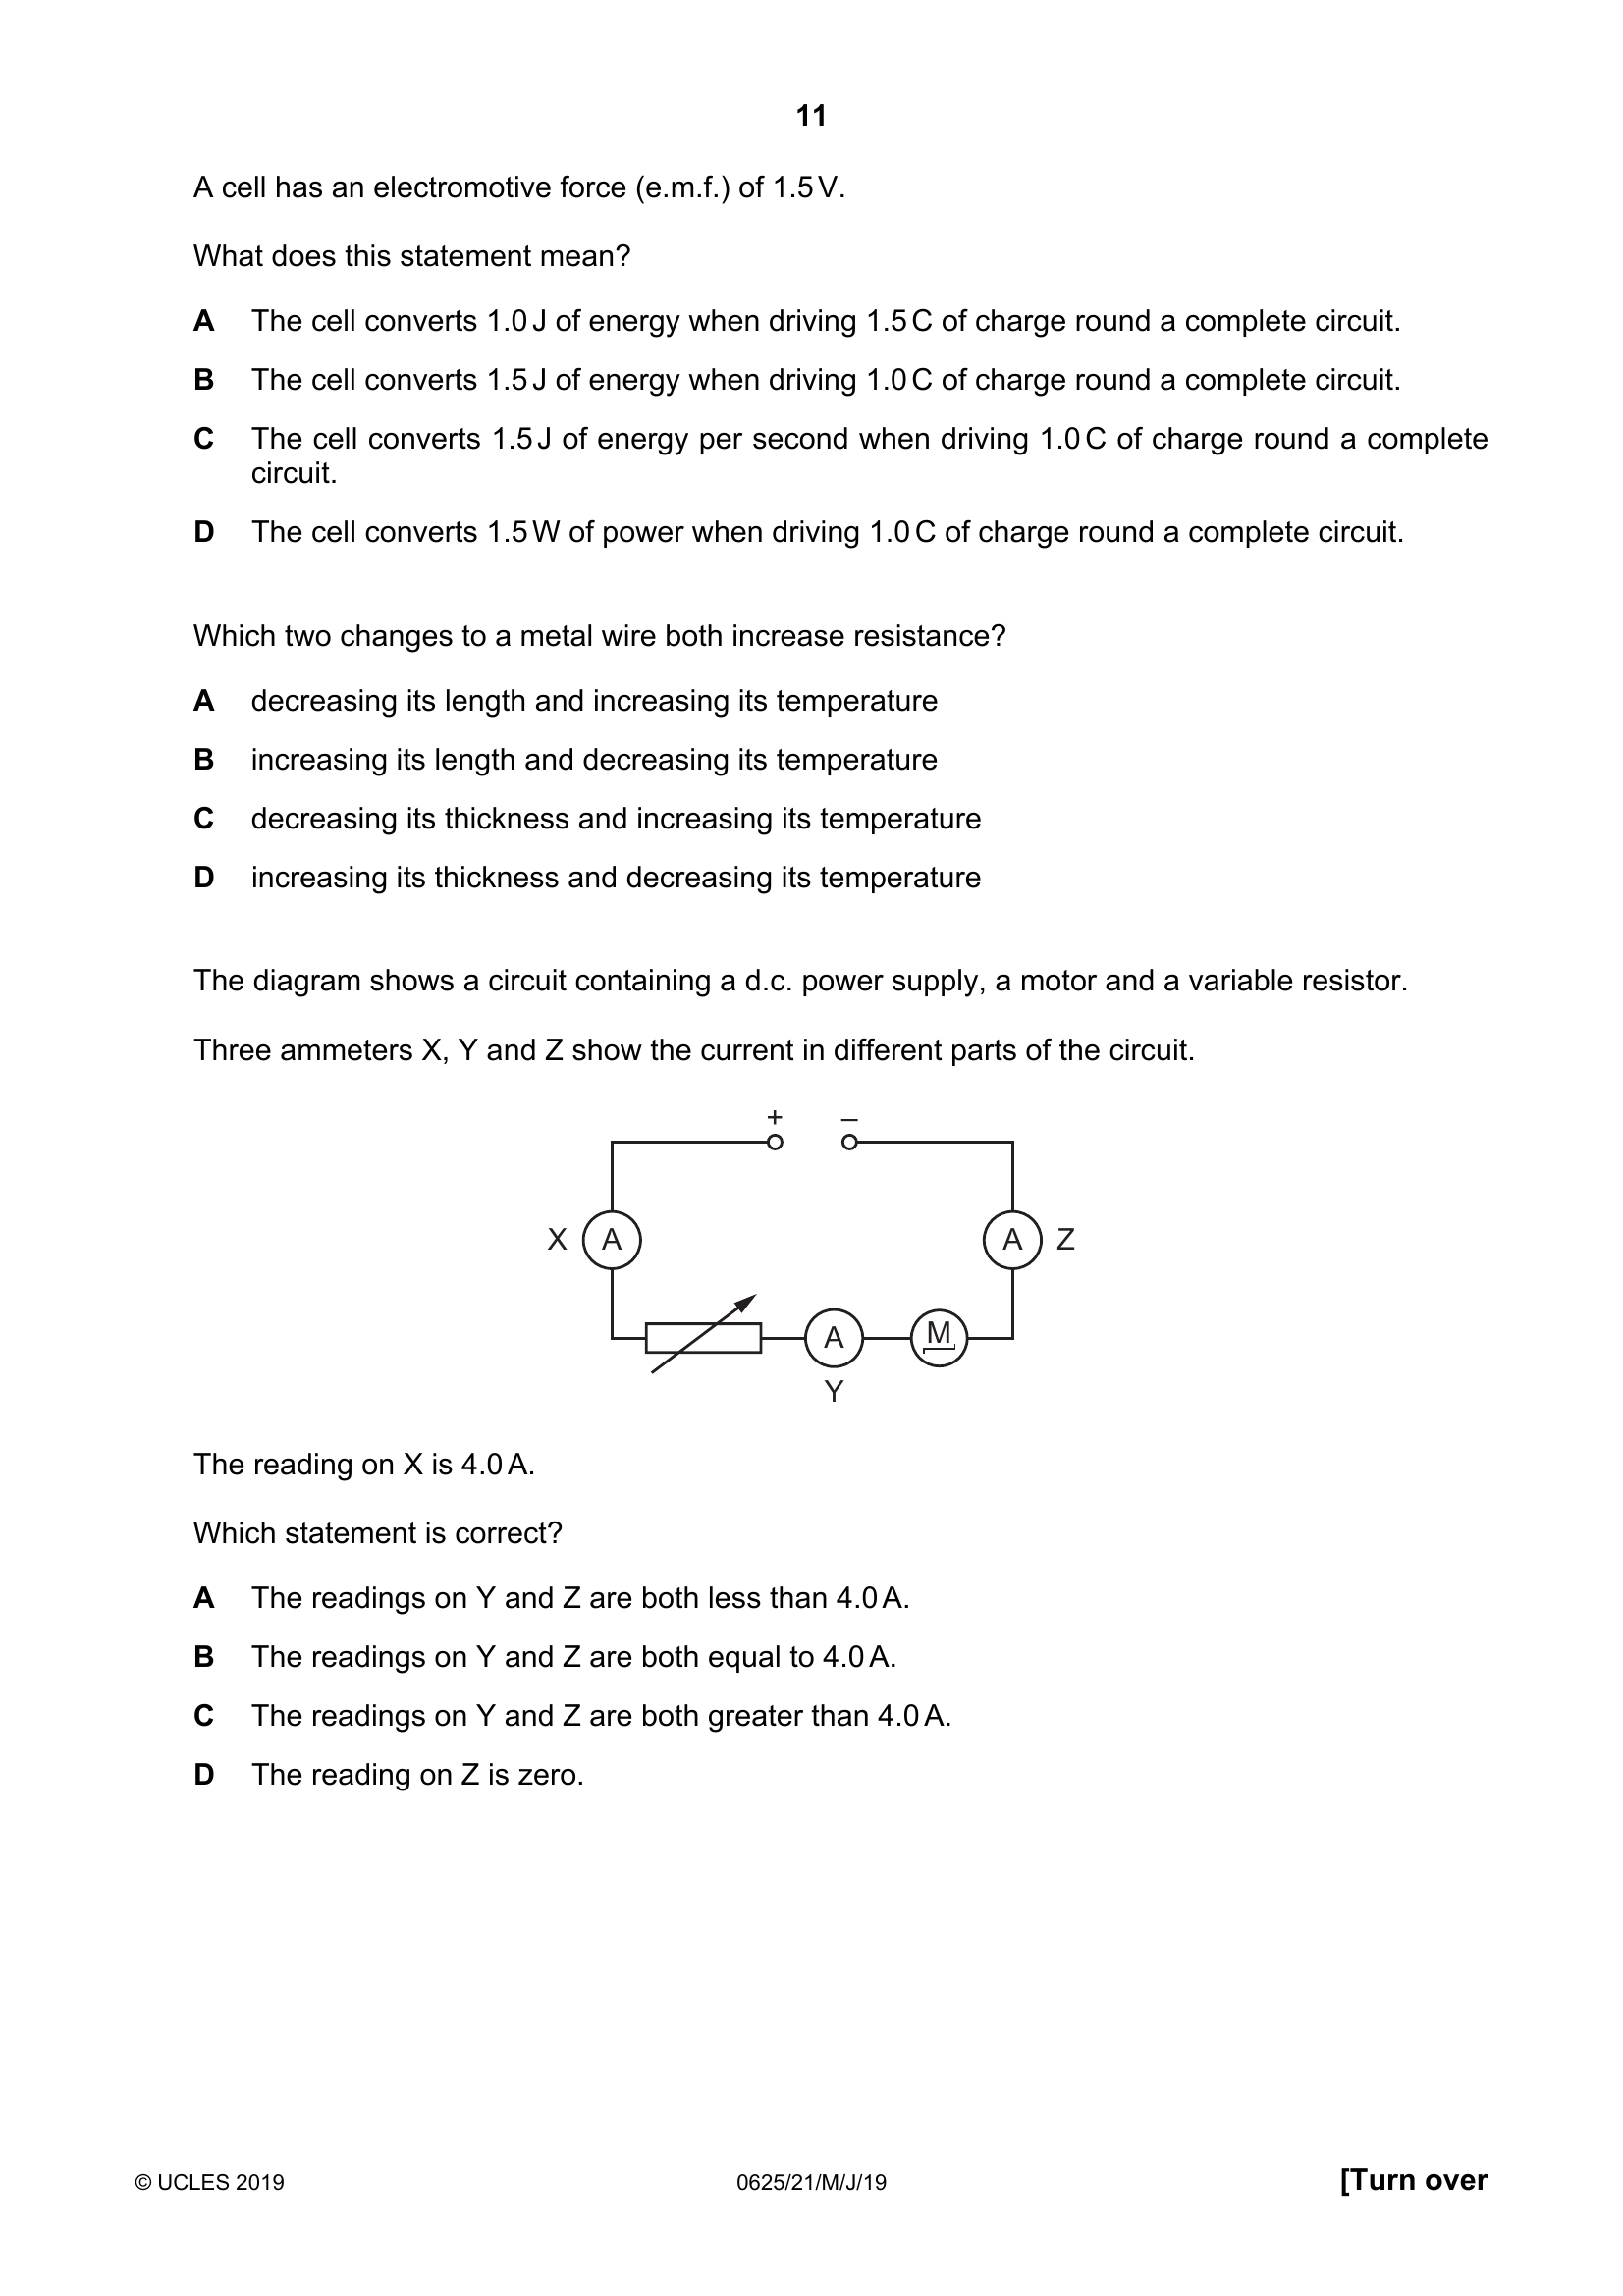 11
A cell has an electromotive force (e.m.f.) of 1.5 V.
What does this statement mean?
A The cell converts 1.0 J of energy when driving 1.5 C of charge round a complete circuit.
B The cell converts 1.5 J of energy when driving 1.0 C of charge round a complete circuit.
C The cell converts 1.5 J of energy per second when driving 1.0 C of charge round a complete
circuit.
D The cell converts 1.5 W of power when driving 1.0 C of charge round a complete circuit.
Which two changes to a metal wire both increase resistance?
A decreasing its length and increasing its temperature
B increasing its length and decreasing its temperature
C decreasing its thickness and increasing its temperature
D increasing its thickness and decreasing its temperature
The diagram shows a circuit containing a d.c. power supply, a motor and a variable resistor.
Three ammeters X, Y and Z show the current in different parts of the circuit.
+ –
X A A Z
A M
Y
The reading on X is 4.0 A.
Which statement is correct?
A The readings on Y and Z are both less than 4.0 A.
B The readings on Y and Z are both equal to 4.0 A.
C The readings on Y and Z are both greater than 4.0 A.
D The reading on Z is zero.
© UCLES 2019 0625/21/M/J/19 [Turn over